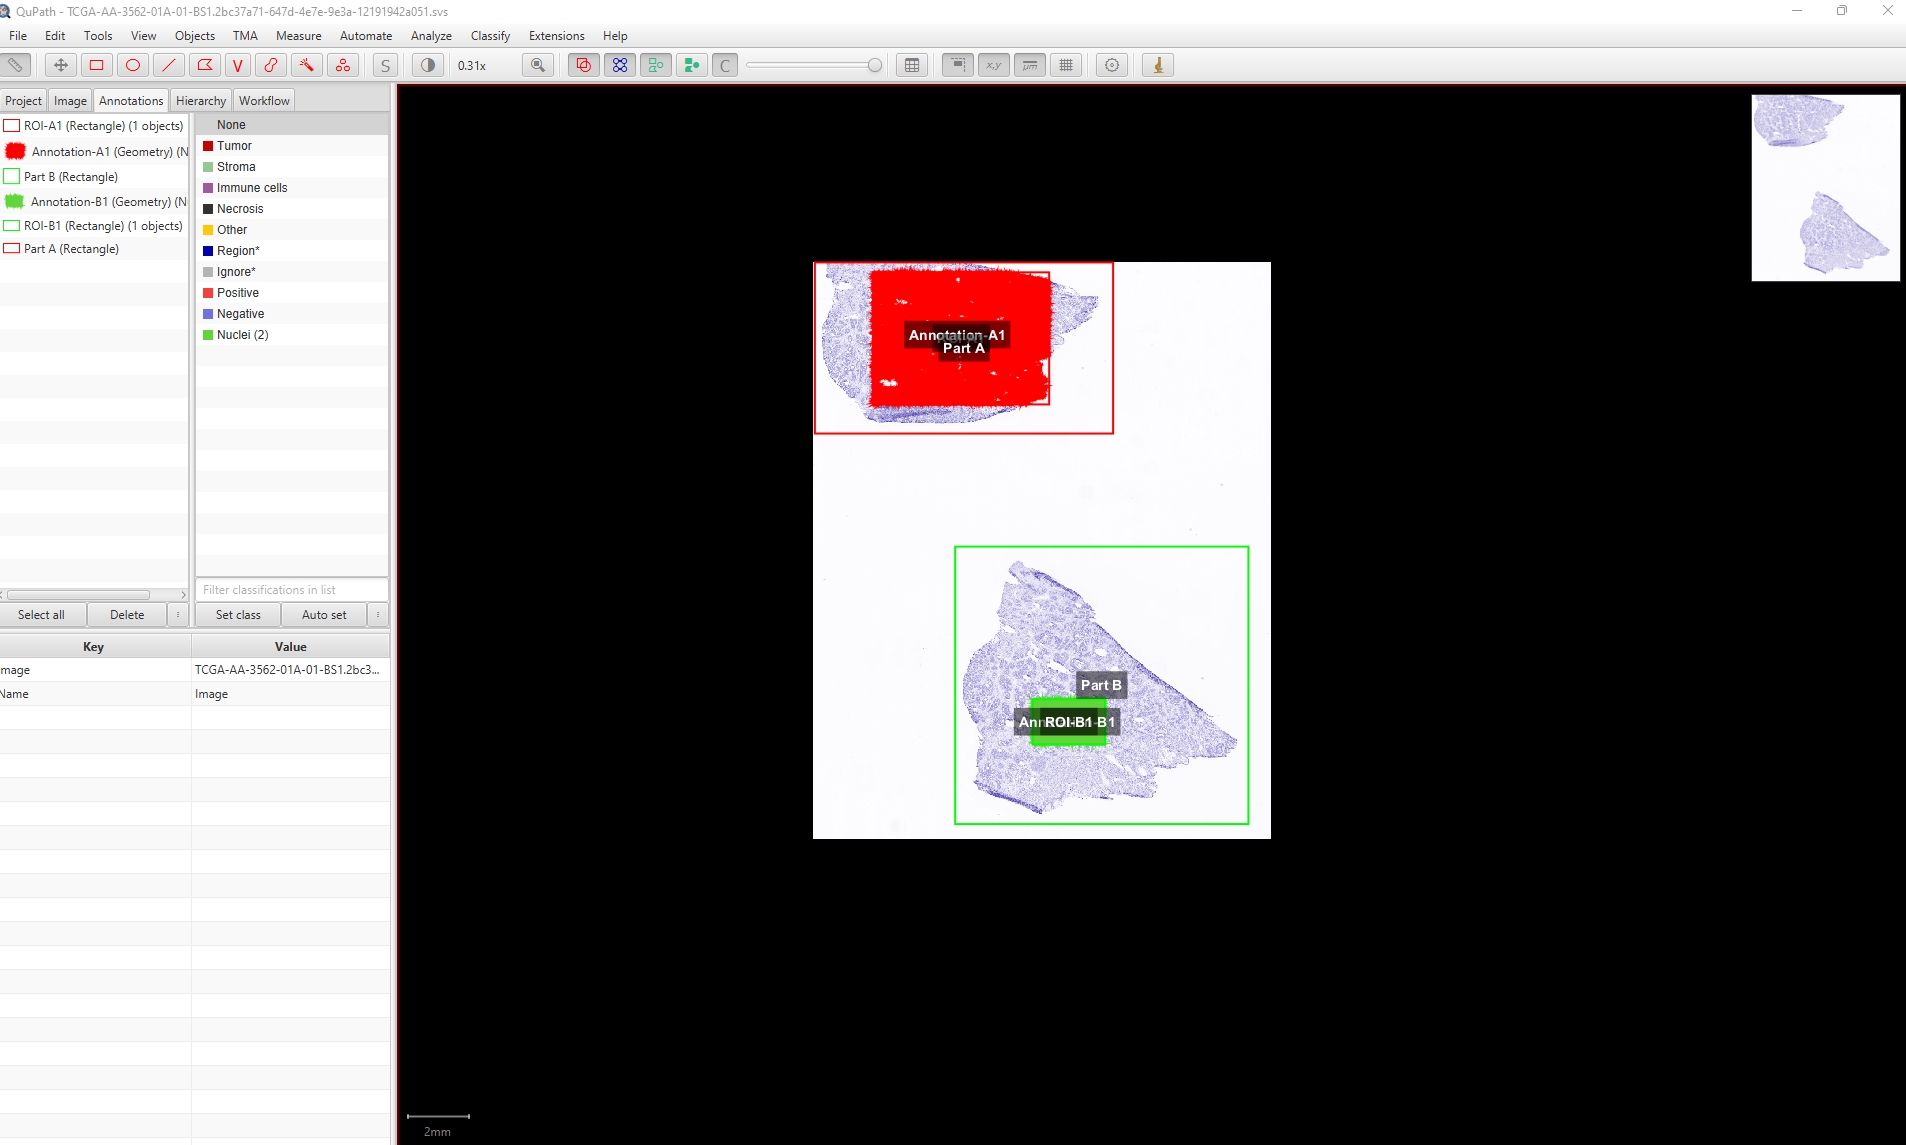 QuPath - TCGA-AA-3562-01A-01-BS1.2bc37a71-647d-4e7e-9e3a-12191942a051.svs
File Edit Tools View Objects TMA Measure Automate Analyze Classify Extensions Help
V S 0.31x C x,y μm
Project Image Annotations Hierarchy Workflow
ROI-A1 (Rectangle) (1 objects)
Annotation-A1 (Geometry) (N
Part B (Rectangle)
Annotation-B1 (Geometry) (N
ROI-B1 (Rectangle) (1 objects)
Part A (Rectangle)
None
Tumor
Stroma
Immune cells
Necrosis
Other
Region*
Ignore*
Positive
Negative
Nuclei (2)
Filter classifications in list
Select all Delete Set class Auto set
Key Value
mage TCGA-AA-3562-01A-01-BS1.2bc3...
Name Image
Annotation-A1
Part A
Part B
ROI-B1
2mm